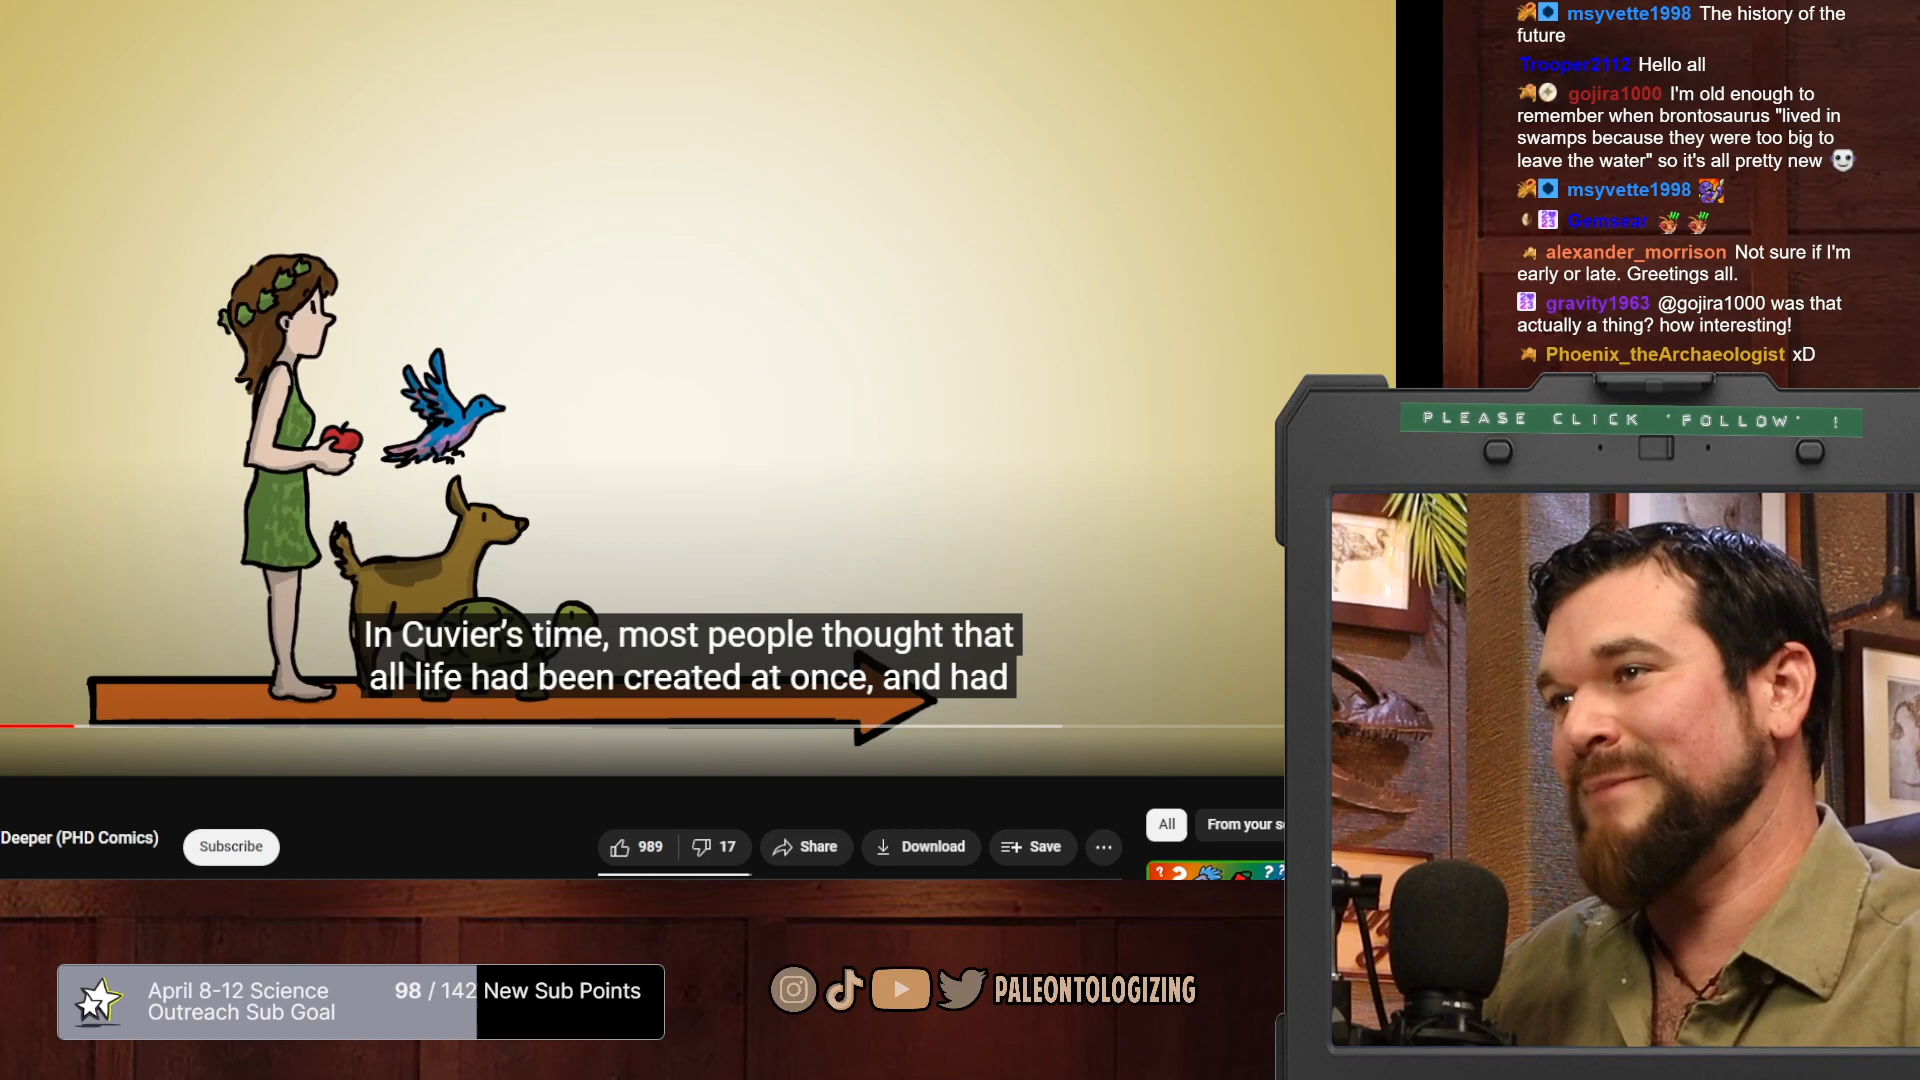 msyvette1998 The history of the
future
Trooper2112 Hello all
gojira1000 I'm old enough to
remember when brontosaurus "lived in
swamps because they were too big to
leave the water" so it's all pretty new
msyvette1998
Gemsear
alexander_morrison Not sure if I'm
early or late. Greetings all.
gravity1963 @gojira1000 was that
actually a thing? how interesting!
Phoenix_theArchaeologist xD
PLEASE CLICK 'FOLLOW' !
In Cuvier's time, most people thought that
all life had been created at once, and had
Deeper (PHD Comics)
Subscribe
989
17
Share
Download
Save
All
From your s
April 8-12 Science
Outreach Sub Goal
98 / 142 New Sub Points
PALEONTOLOGIZING